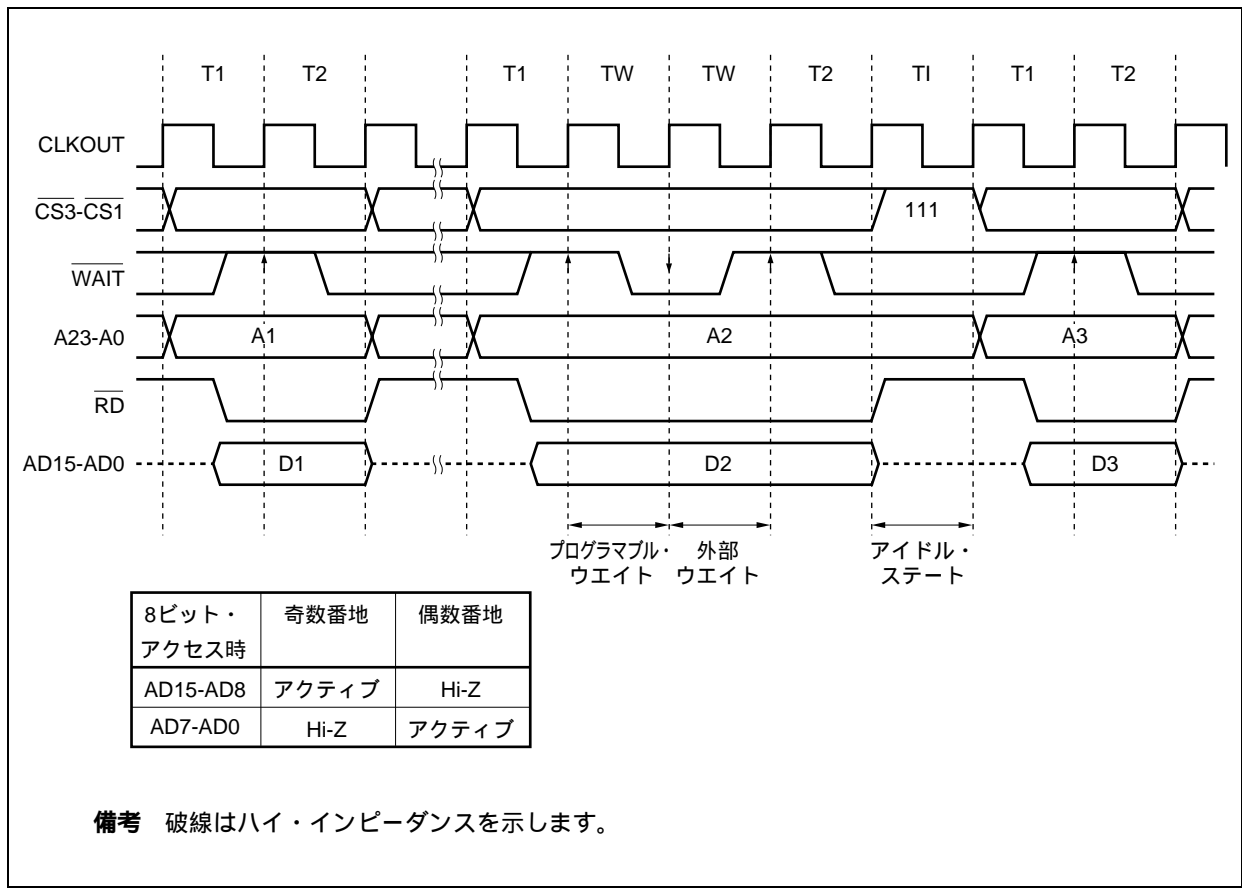 T1 T2 T1 TW TW T2 TI T1 T2
CLKOUT
CS3-CS1 111
WAIT
A23-A0 A1 A2 A3
RD
AD15-AD0 D1 D2 D3
プログラマブル・ 外部 アイドル・
ウエイト ウエイト ステート
8ビット・ 奇数番地 偶数番地
アクセス時
AD15-AD8 アクティブ Hi-Z
AD7-AD0 Hi-Z アクティブ
備考 破線はハイ・インピーダンスを示します。